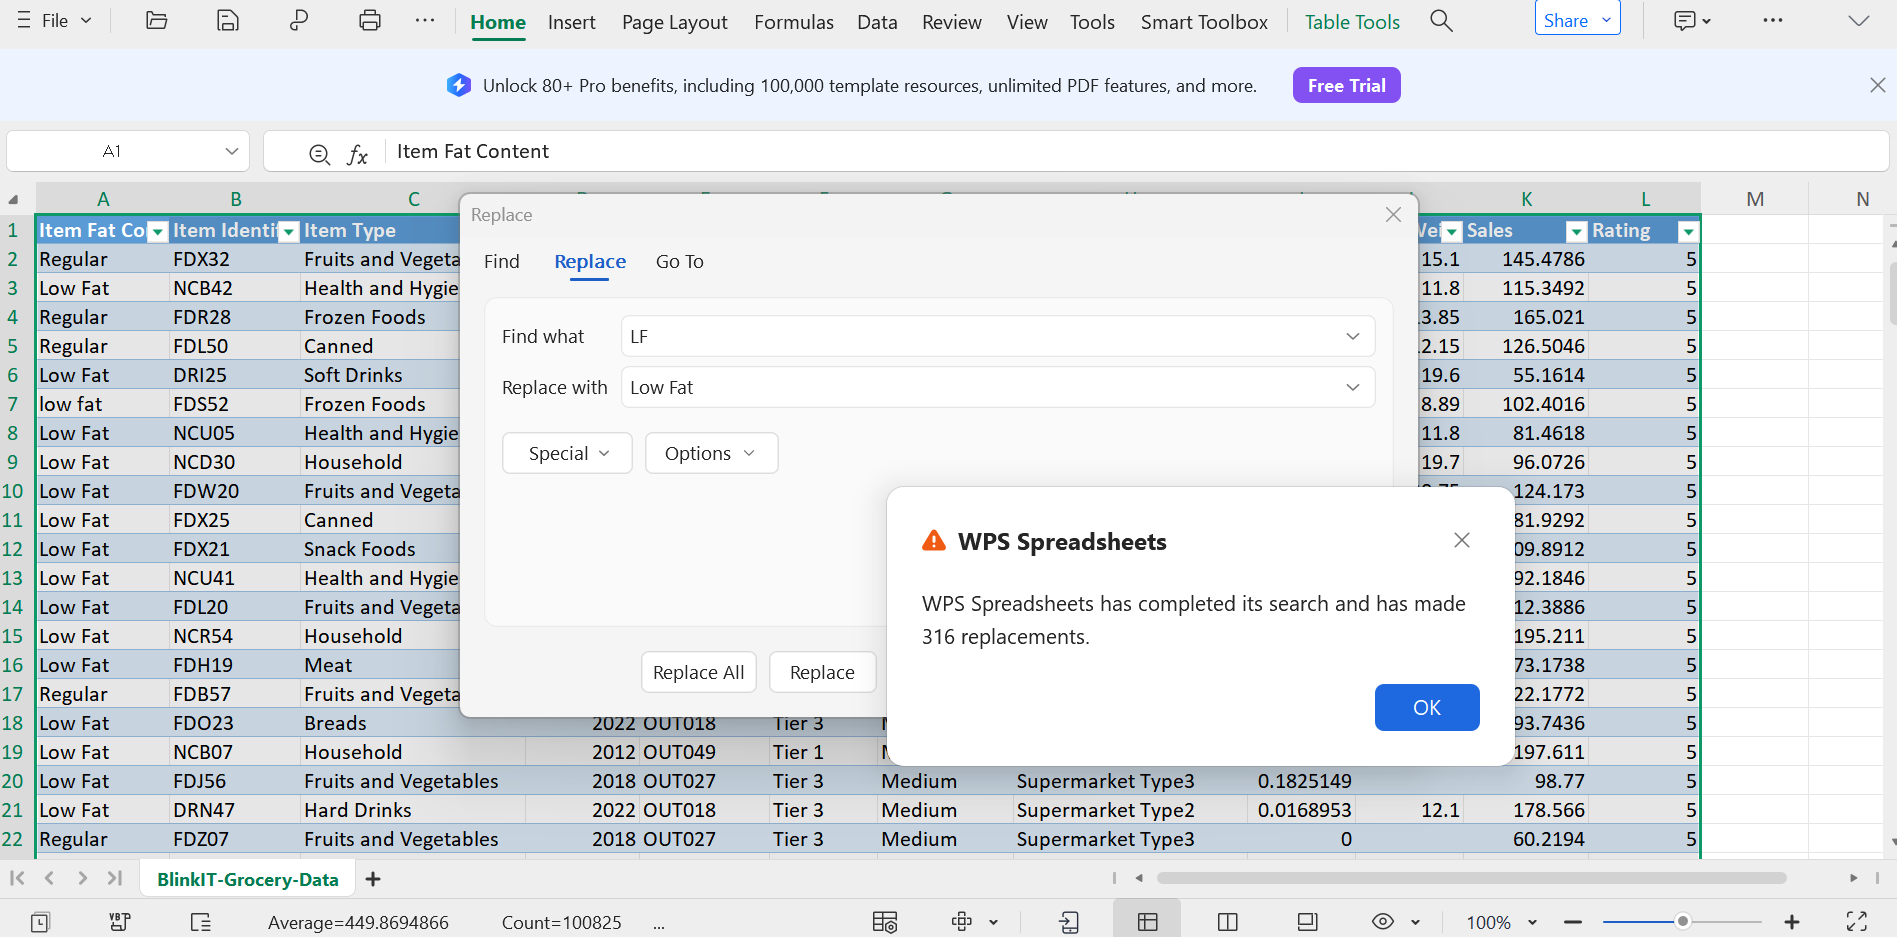 File Home Insert Page Layout Formulas Data Review View Tools Smart Toolbox Table Tools Share
Unlock 80+ Pro benefits, including 100,000 template resources, unlimited PDF features, and more. Free Trial
A1 fx Item Fat Content
A B C K L M N
1 Item Fat Co Item Identi Item Type Sales Rating
2 Regular FDX32 Fruits and Vegeta 15.1 145.4786 5
3 Low Fat NCB42 Health and Hygie 11.8 115.3492 5
4 Regular FDR28 Frozen Foods 3.85 165.021 5
5 Regular FDL50 Canned 2.15 126.5046 5
6 Low Fat DRI25 Soft Drinks 19.6 55.1614 5
7 low fat FDS52 Frozen Foods 8.89 102.4016 5
8 Low Fat NCU05 Health and Hygie 11.8 81.4618 5
9 Low Fat NCD30 Household 19.7 96.0726 5
10 Low Fat FDW20 Fruits and Vegeta 124.173 5
11 Low Fat FDX25 Canned 81.9292 5
12 Low Fat FDX21 Snack Foods 09.8912 5
13 Low Fat NCU41 Health and Hygie 92.1846 5
14 Low Fat FDL20 Fruits and Vegeta 12.3886 5
15 Low Fat NCR54 Household 195.211 5
16 Low Fat FDH19 Meat 73.1738 5
17 Regular FDB57 Fruits and Vegeta 22.1772 5
18 Low Fat FDO23 Breads 2022 OUT018 Tier 3 93.7436 5
19 Low Fat NCB07 Household 2012 OUT049 Tier 1 197.611 5
20 Low Fat FDJ56 Fruits and Vegetables 2018 OUT027 Tier 3 Medium Supermarket Type3 0.1825149 98.77 5
21 Low Fat DRN47 Hard Drinks 2022 OUT018 Tier 3 Medium Supermarket Type2 0.0168953 12.1 178.566 5
22 Regular FDZ07 Fruits and Vegetables 2018 OUT027 Tier 3 Medium Supermarket Type3 0 60.2194 5
Replace
Find Replace Go To
Find what LF
Replace with Low Fat
Special Options
Replace All Replace
WPS Spreadsheets
WPS Spreadsheets has completed its search and has made
316 replacements.
OK
BlinkIT-Grocery-Data +
Average=449.8694866 Count=100825 ... 100%